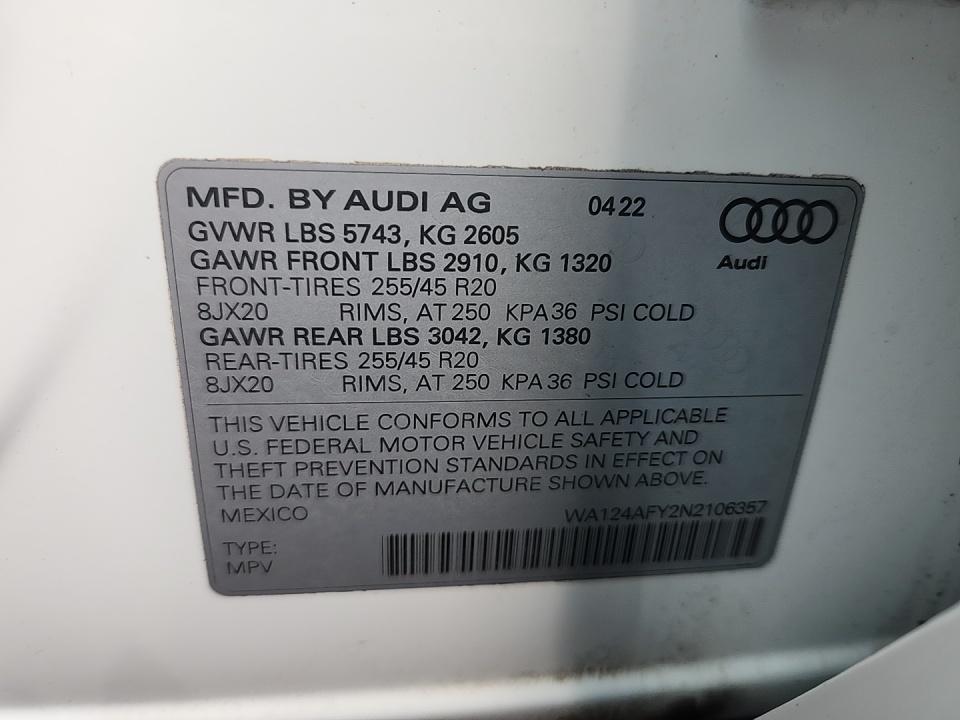 MFD. BY AUDI AG 04 22
GVWR LBS 5743, KG 2605
GAWR FRONT LBS 2910, KG 1320
Audi
FRONT-TIRES 255/45 R20
8JX20 RIMS, AT 250 KPA 36 PSI COLD
GAWR REAR LBS 3042, KG 1380
REAR-TIRES 255/45 R20
8JX20 RIMS, AT 250 KPA 36 PSI COLD
THIS VEHICLE CONFORMS TO ALL APPLICABLE
U.S. FEDERAL MOTOR VEHICLE SAFETY AND
THEFT PREVENTION STANDARDS IN EFFECT ON
THE DATE OF MANUFACTURE SHOWN ABOVE.
MEXICO WA124AFY2N2106357
TYPE:
MPV